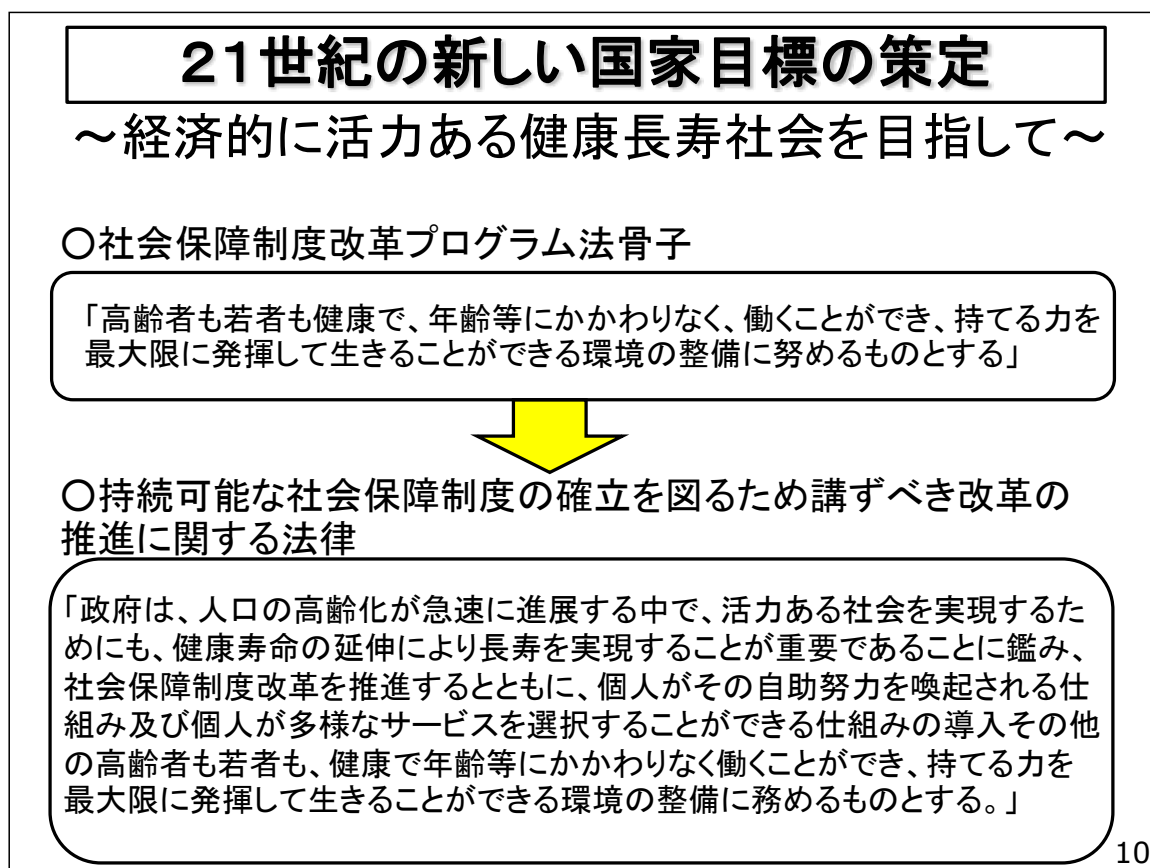 21世紀の新しい国家目標の策定
～経済的に活力ある健康長寿社会を目指して～
○社会保障制度改革プログラム法骨子
「高齢者も若者も健康で、年齢等にかかわりなく、働くことができ、持てる力を
最大限に発揮して生きることができる環境の整備に努めるものとする」
○持続可能な社会保障制度の確立を図るため講ずべき改革の
推進に関する法律
「政府は、人口の高齢化が急速に進展する中で、活力ある社会を実現するた
めにも、健康寿命の延伸により長寿を実現することが重要であることに鑑み、
社会保障制度改革を推進するとともに、個人がその自助努力を喚起される仕
組み及び個人が多様なサービスを選択することができる仕組みの導入その他
の高齢者も若者も、健康で年齢等にかかわりなく働くことができ、持てる力を
最大限に発揮して生きることができる環境の整備に務めるものとする。」
10